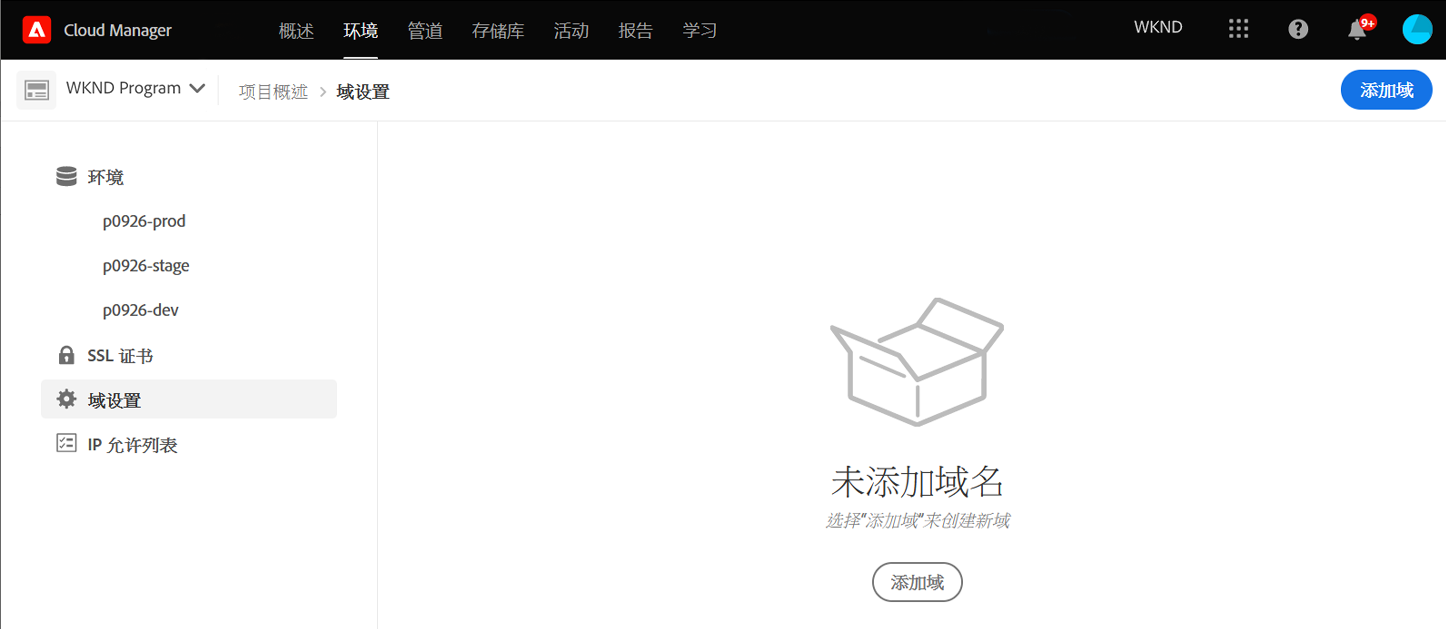 Cloud Manager 概述 环境 管道 存储库 活动 报告 学习 WKND 9+
WKND Program 项目概述 > 域设置 添加域
环境
p0926-prod
p0926-stage
p0926-dev
SSL 证书
域设置
IP 允许列表
未添加域名
选择"添加域"来创建新域
添加域